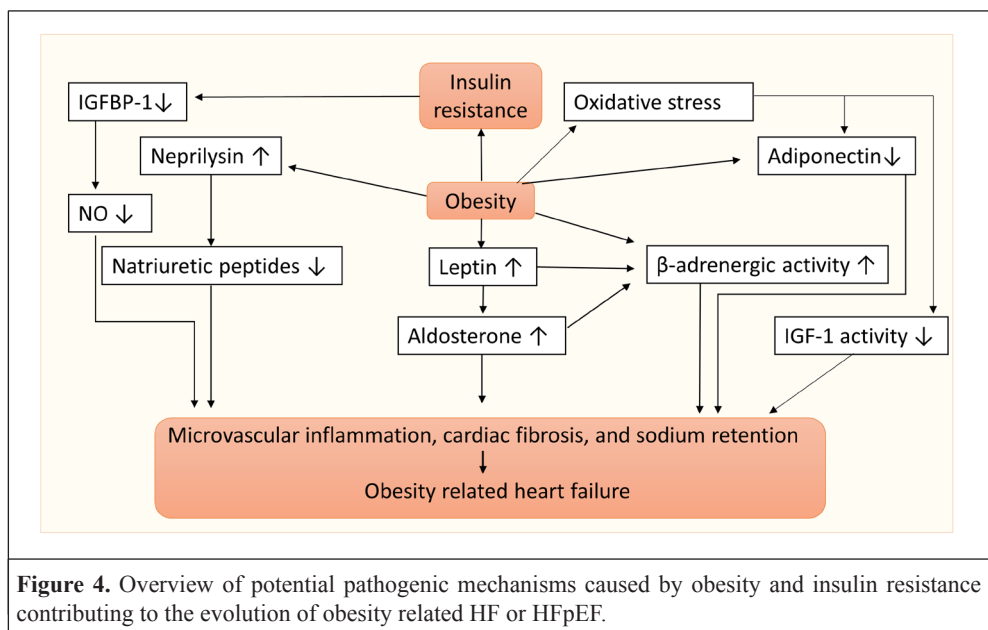 Insulin
resistance
IGFBP-1↓
Oxidative stress
Neprilysin ↑
Adiponectin↓
Obesity
NO ↓
Natriuretic peptides ↓
Leptin ↑
β-adrenergic activity ↑
Aldosterone ↑
IGF-1 activity ↓
Microvascular inflammation, cardiac fibrosis, and sodium retention
Obesity related heart failure
Figure 4. Overview of potential pathogenic mechanisms caused by obesity and insulin resistance
contributing to the evolution of obesity related HF or HFpEF.